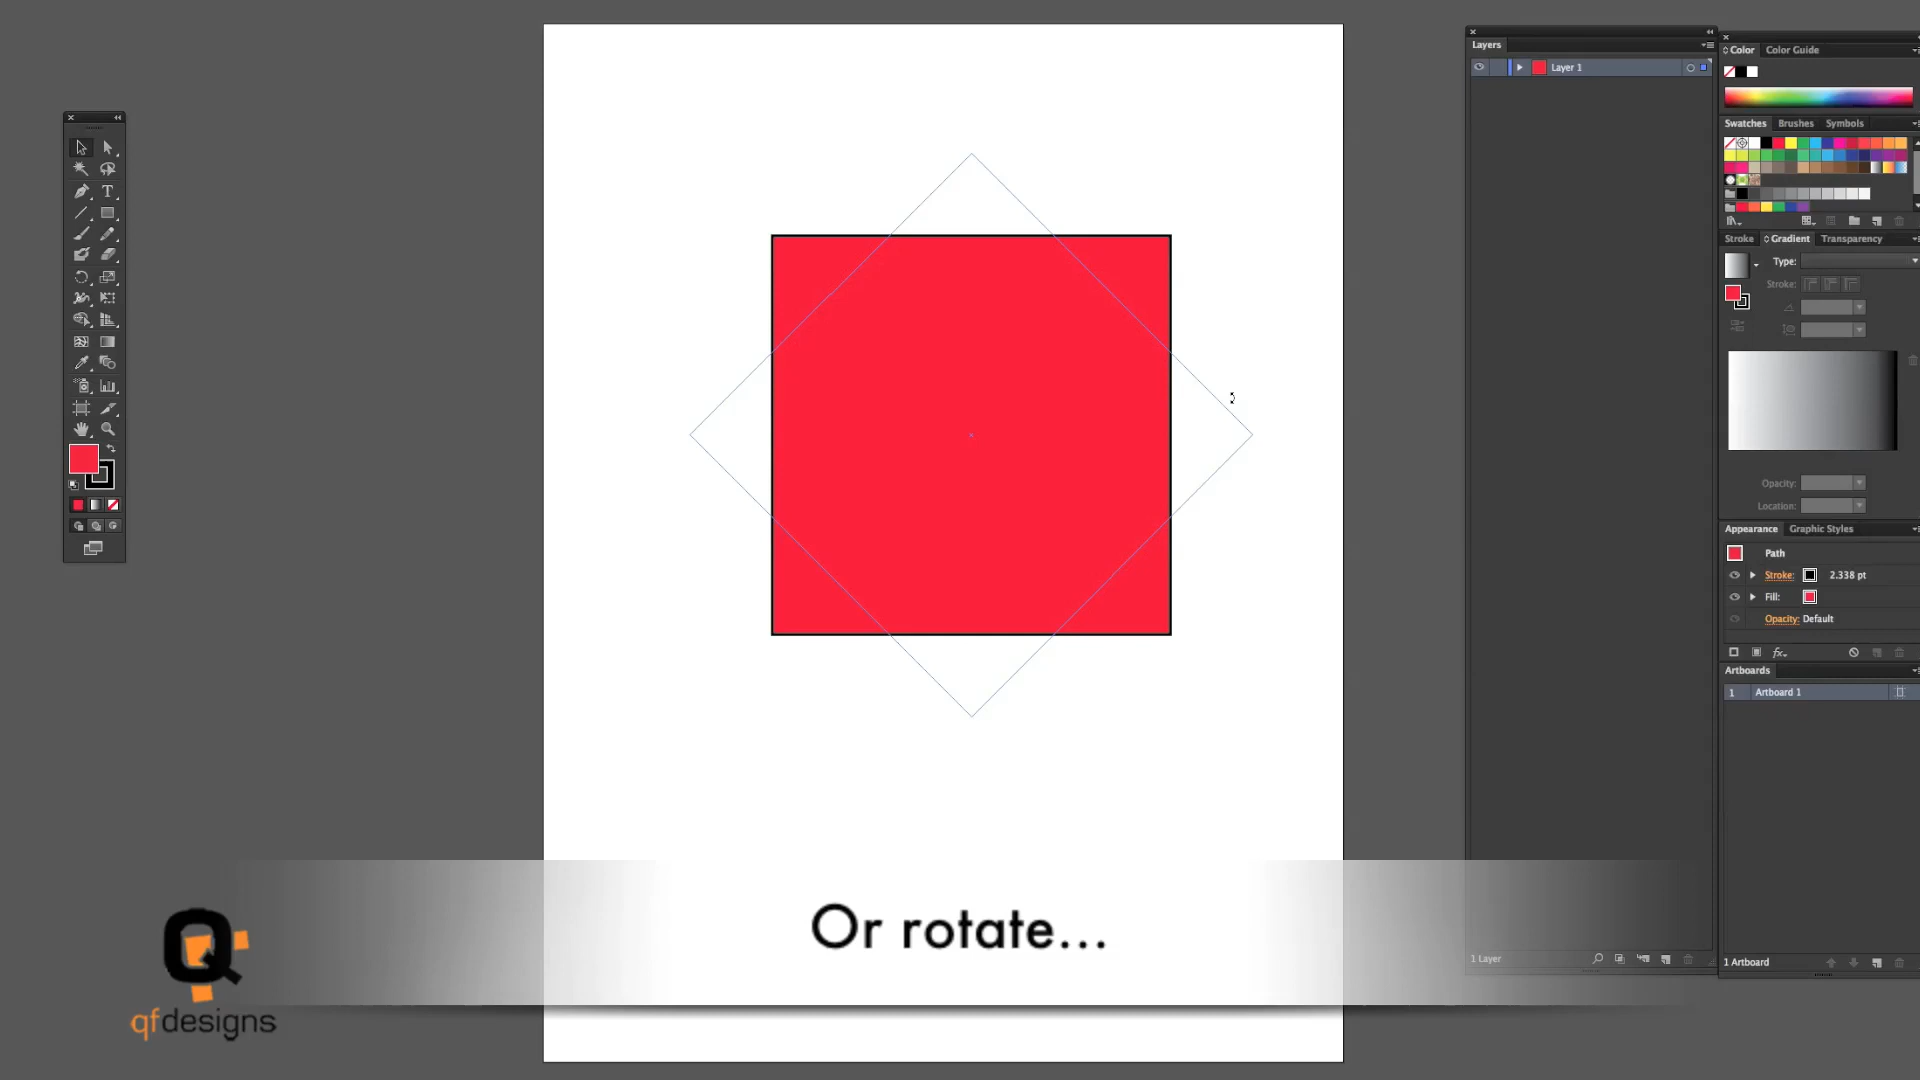 Layers
Layer 1
Color
Color Guide
Swatches
Brushes
Symbols
Stroke
Gradient
Transparency
Type:
Stroke:
Opacity:
Location:
Appearance
Graphic Styles
Path
Stroke:
2.338 pt
Fill:
Opacity: Default
fx
Artboards
1
Artboard 1
1 Layer
1 Artboard
T
Or rotate...
Q
qfdesigns